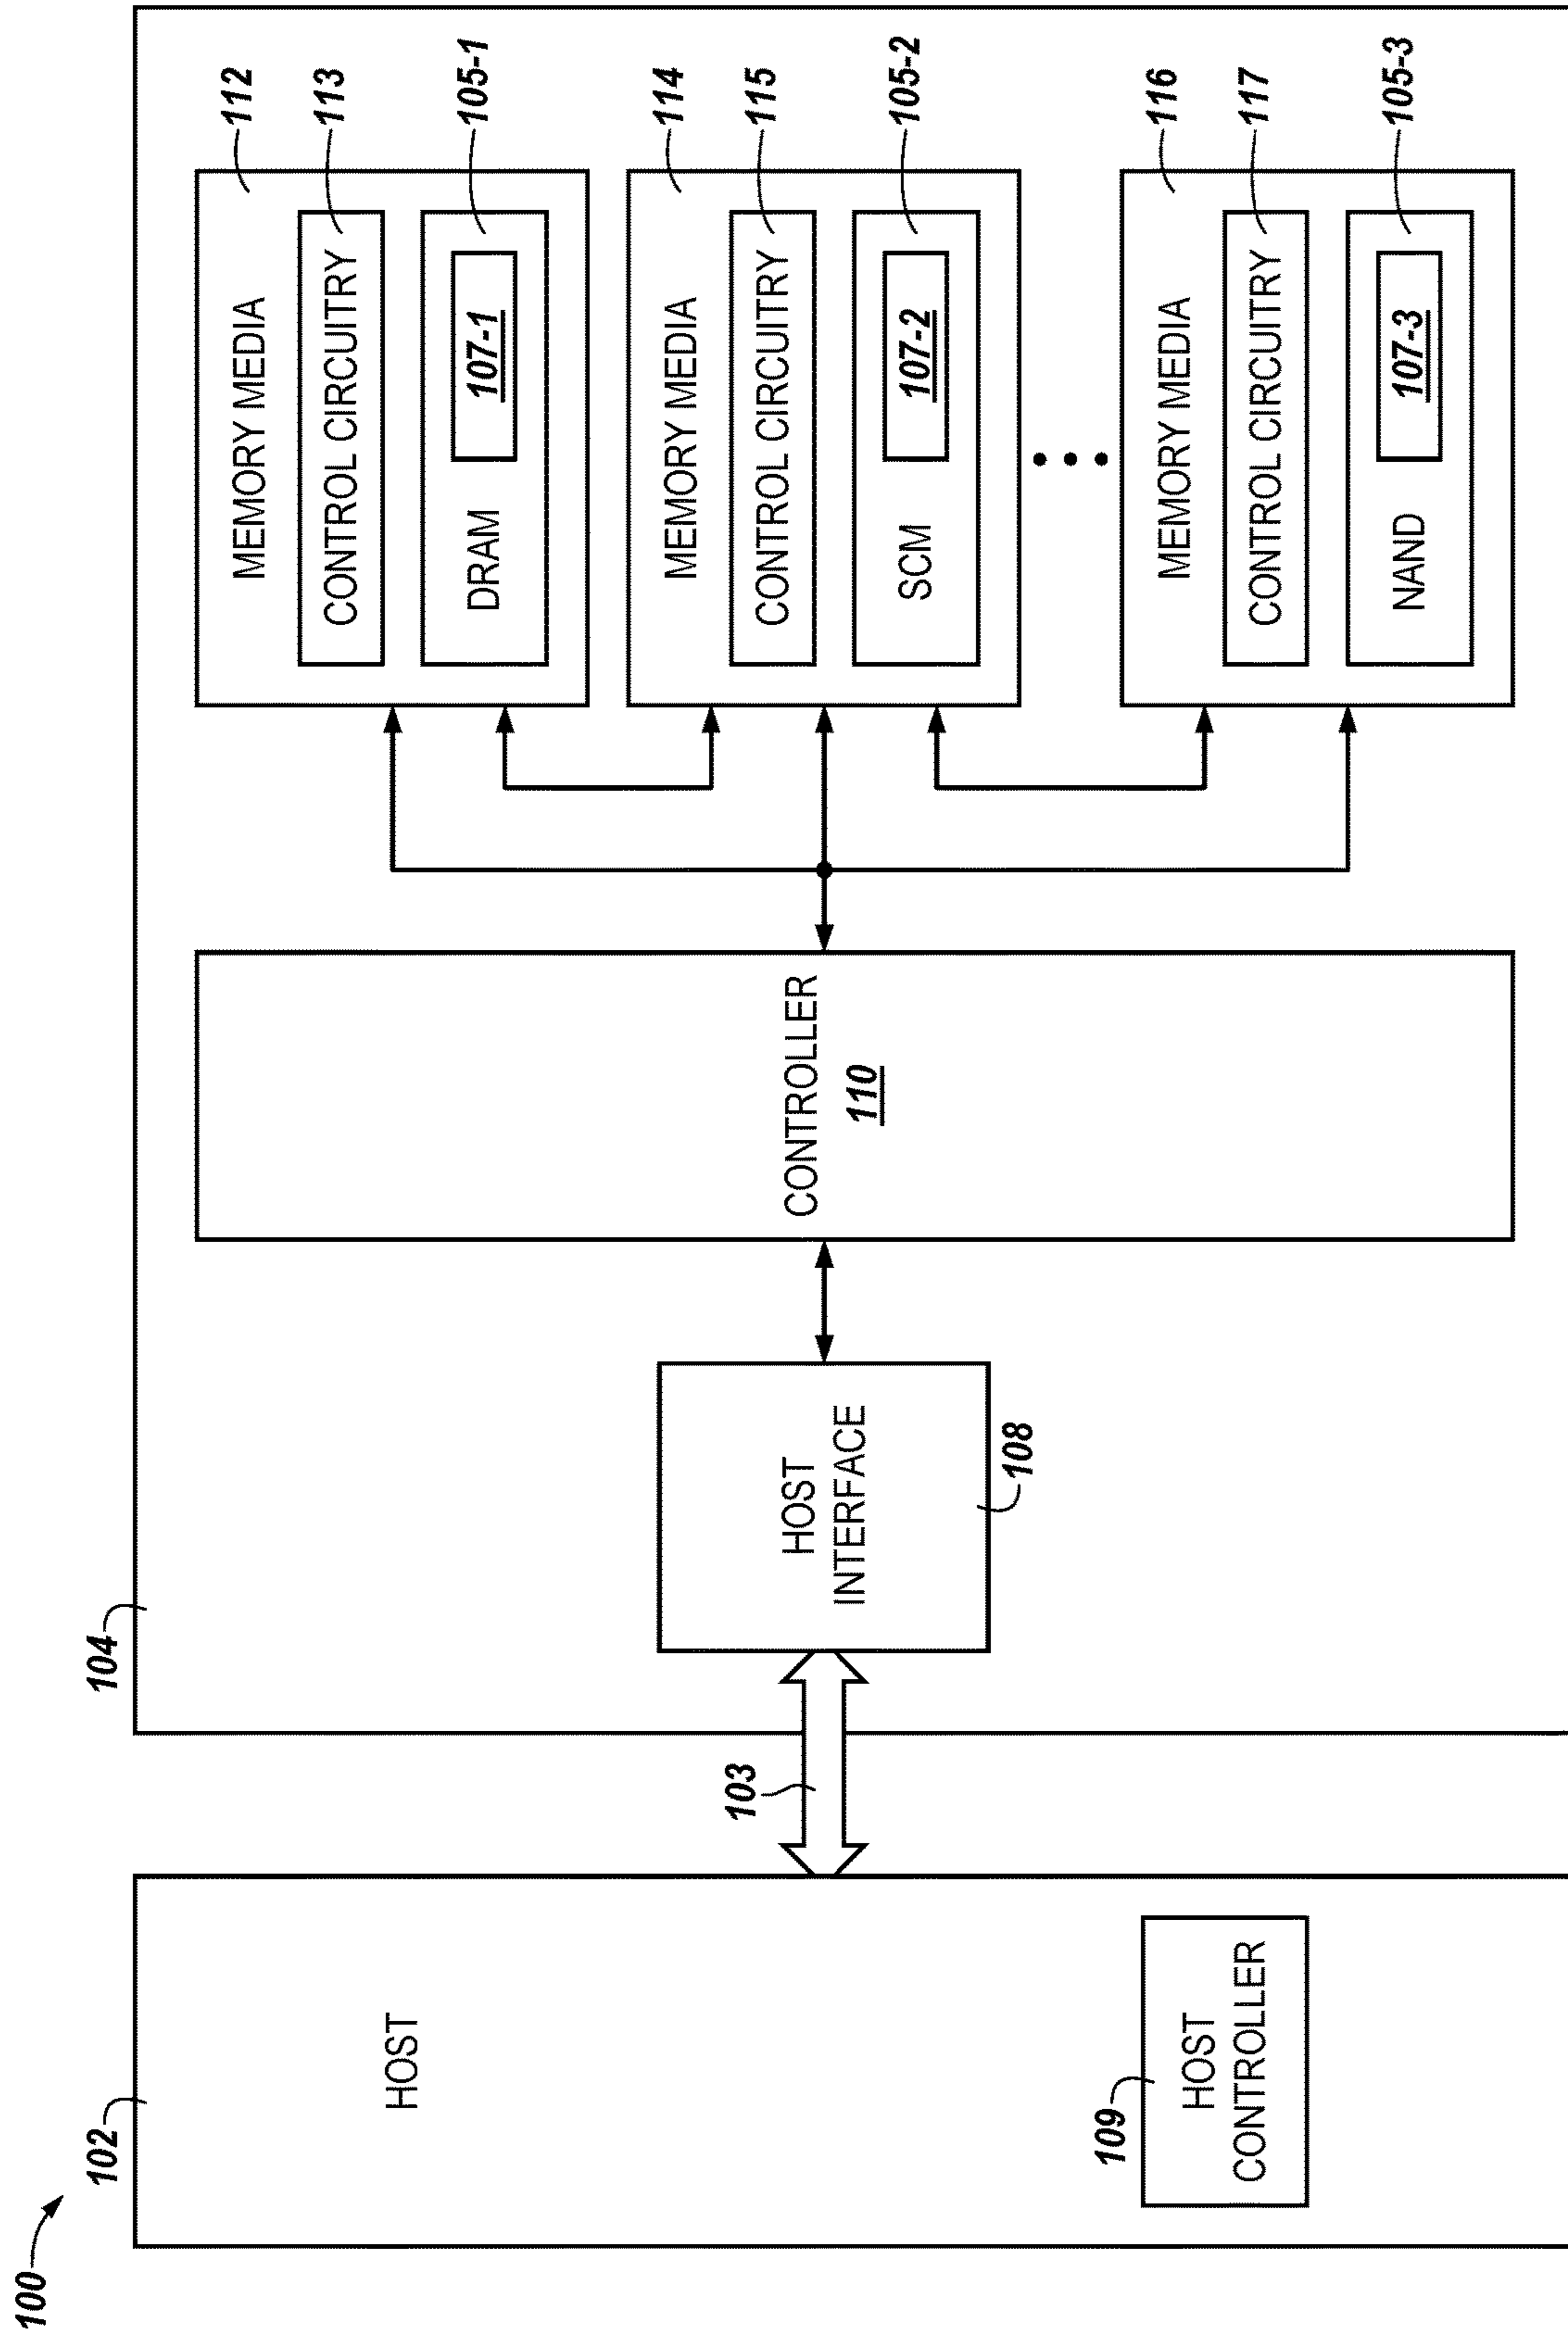 100
102
HOST
109
HOST
CONTROLLER
103
104
HOST
INTERFACE
108
CONTROLLER
110
MEMORY MEDIA
112
CONTROL CIRCUITRY
113
DRAM
107-1
105-1
MEMORY MEDIA
114
CONTROL CIRCUITRY
115
SCM
107-2
105-2
MEMORY MEDIA
116
CONTROL CIRCUITRY
117
NAND
107-3
105-3